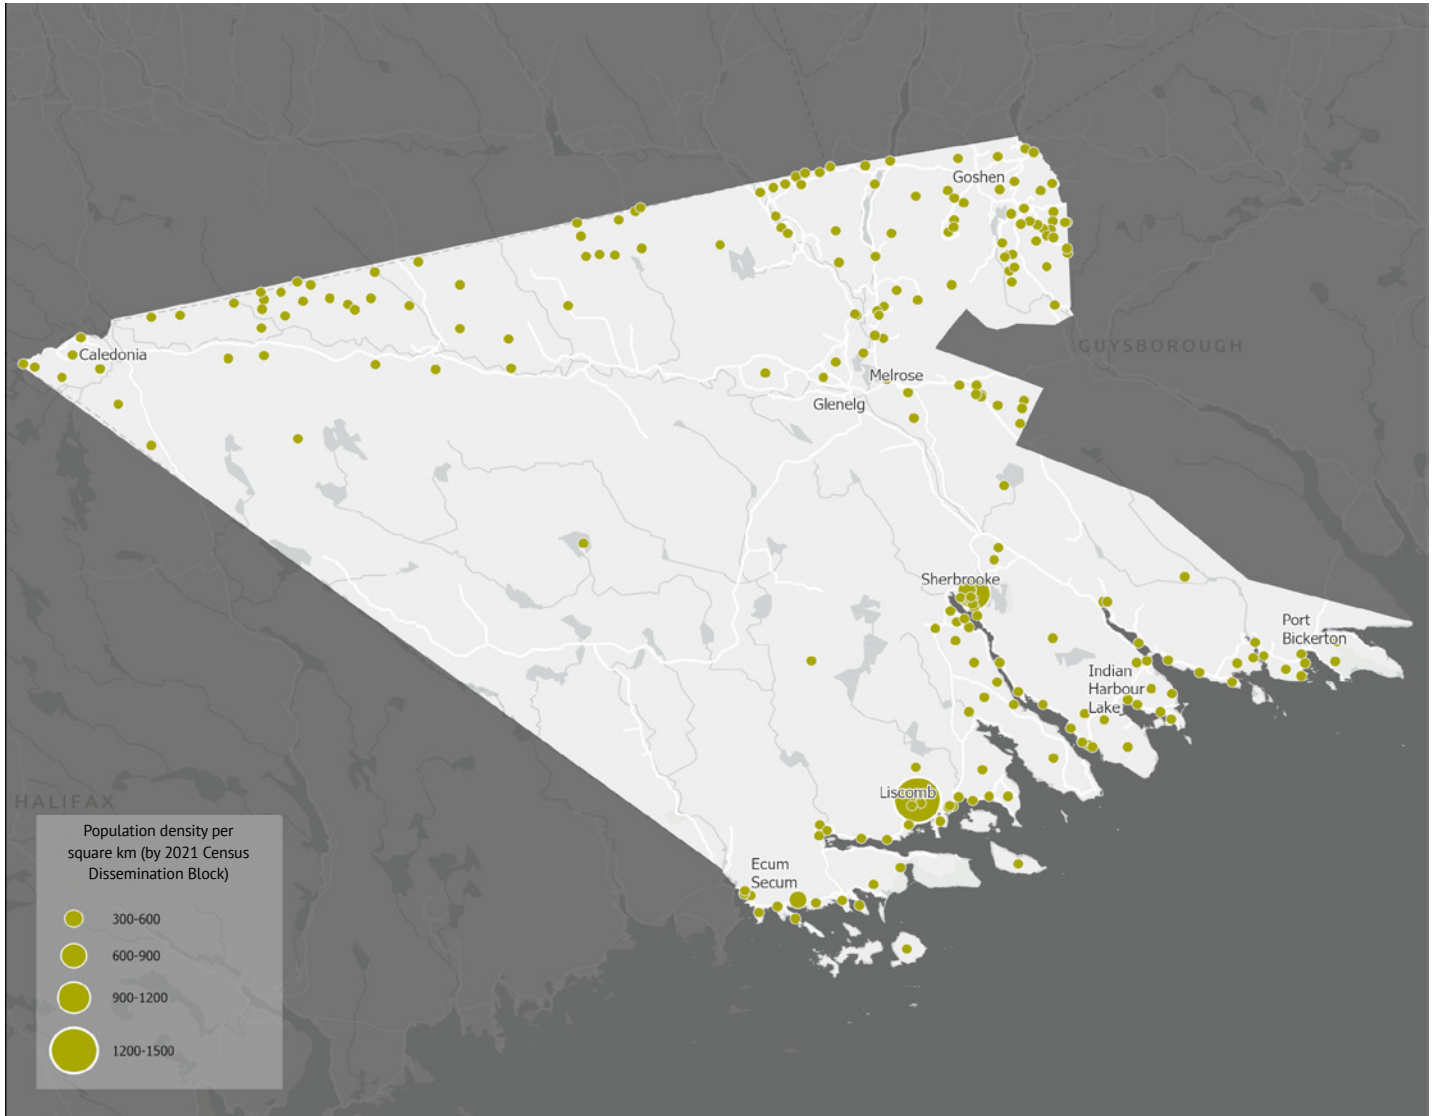 Goshen
GUYSBOROUGH
Caledonia
Melrose
Glenelg
Sherbrooke
Port
Bickerton
Indian
Harbour
Lake
Liscomb
HALIFAX
Ecum
Secum
Population density per
square km (by 2021 Census
Dissemination Block)
300-600
600-900
900-1200
1200-1500